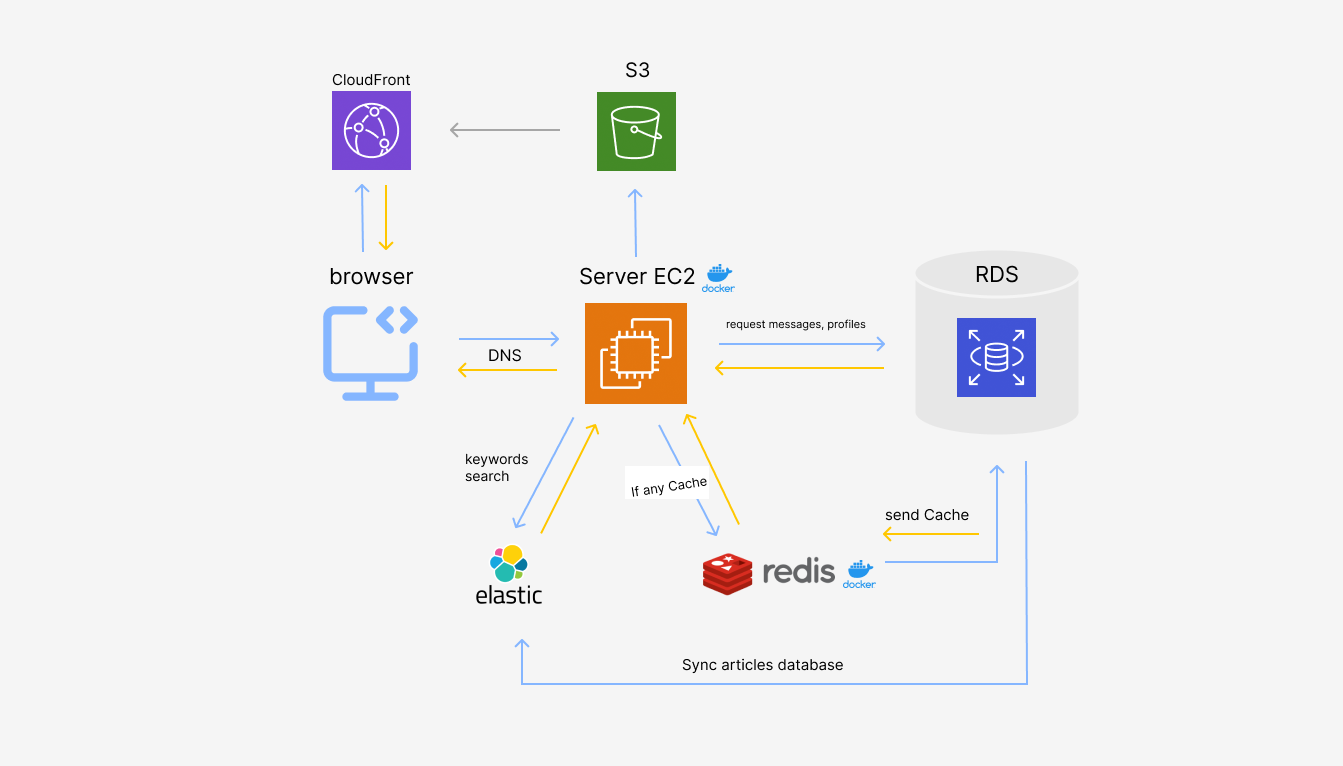 CloudFront
S3
browser
Server EC2
docker
RDS
request messages, profiles
DNS
keywords
search
If any Cache
send Cache
elastic
redis
docker
Sync articles database